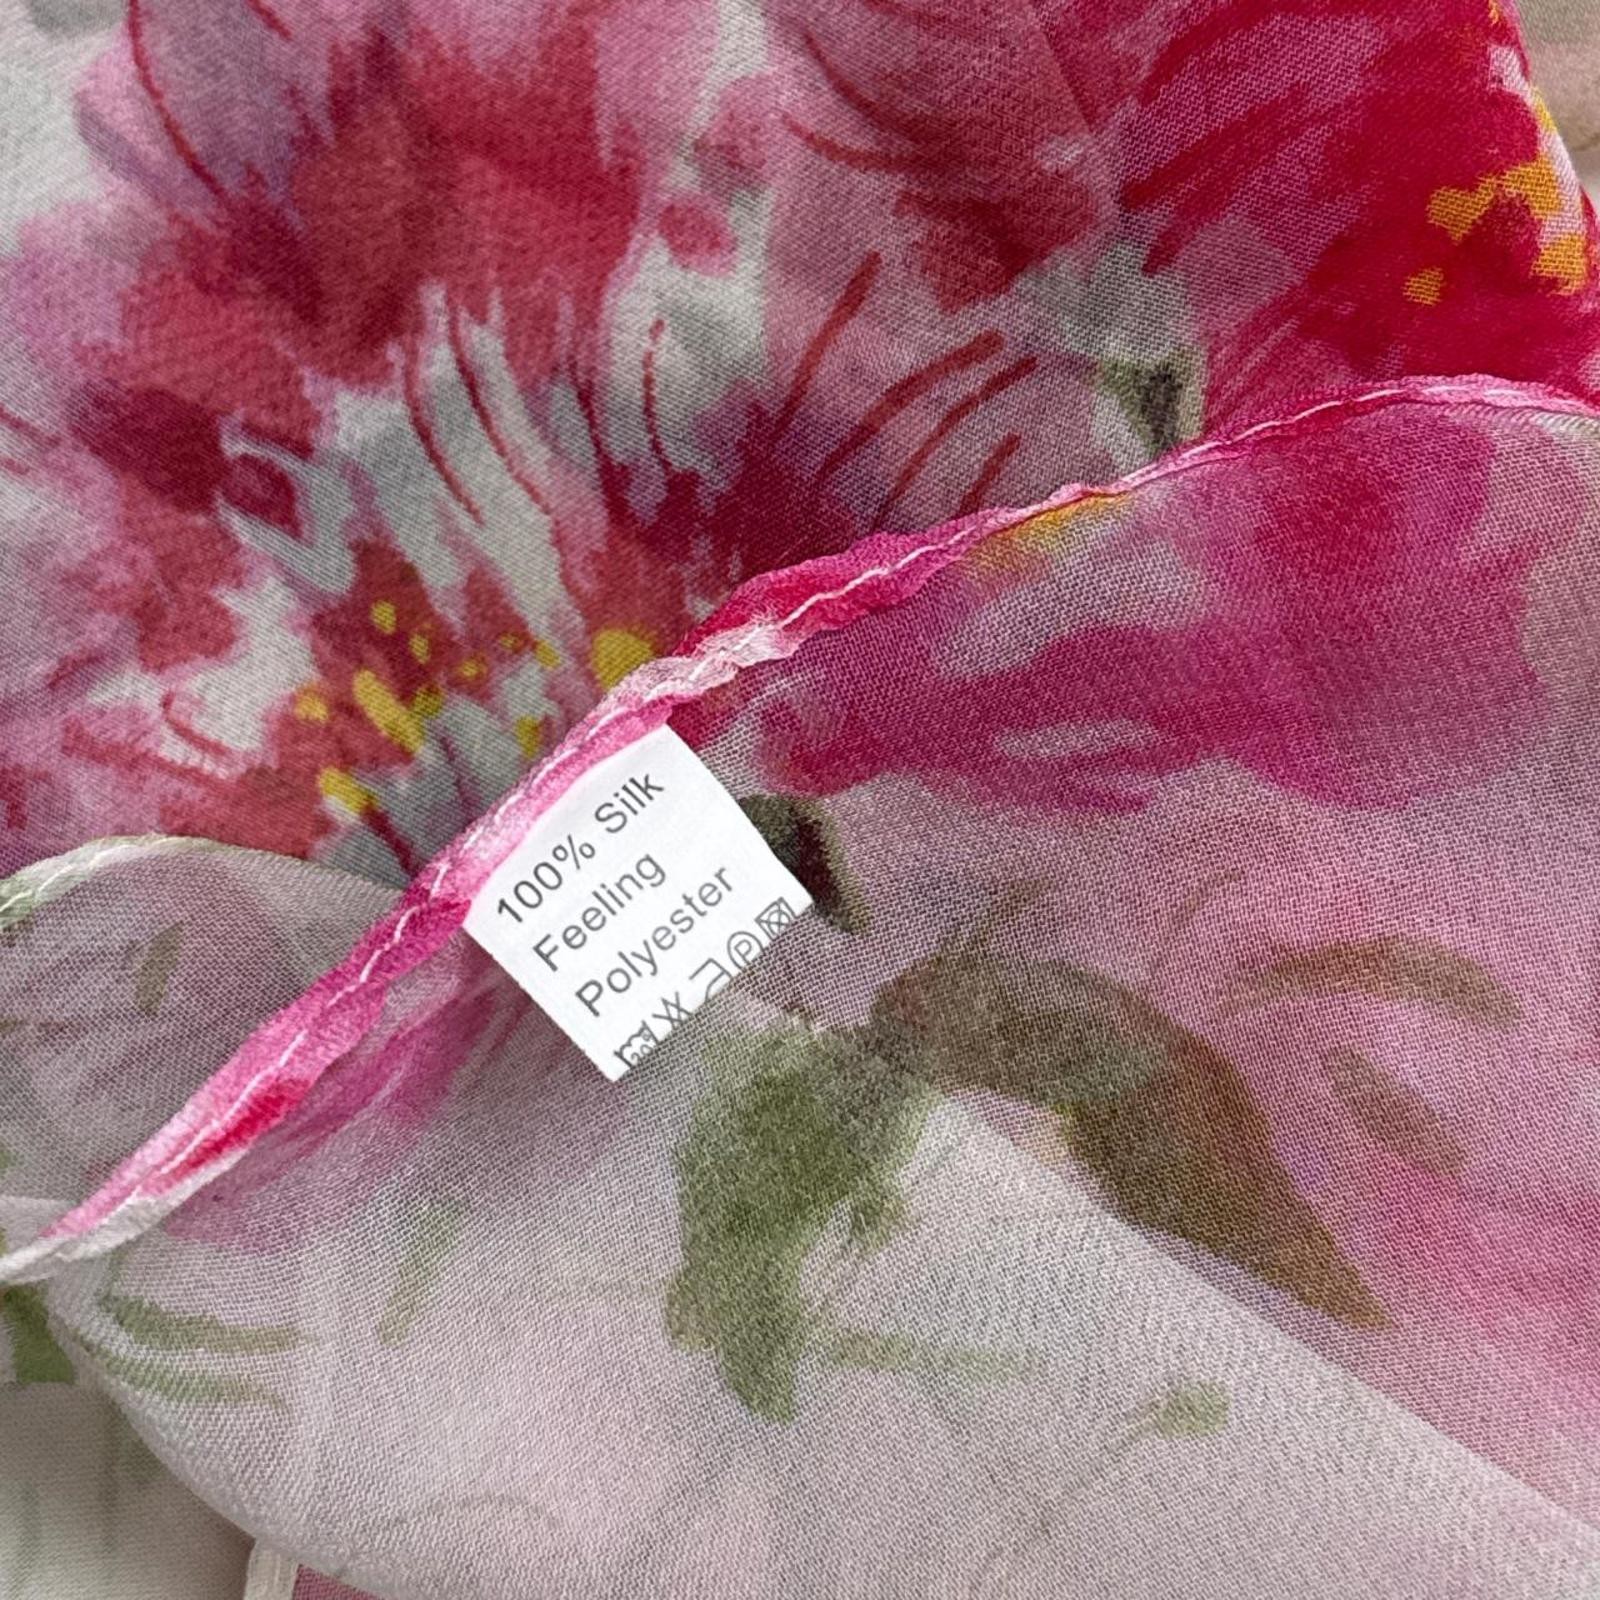 100% Silk
Feeling
Polyester